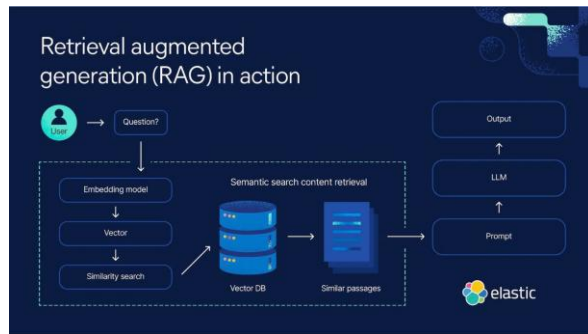 Retrieval augmented
generation (RAG) in action
User
Question?
Embedding model
Vector
Similarity search
Semantic search content retrieval
Vector DB
Similar passages
Output
LLM
Prompt
elastic